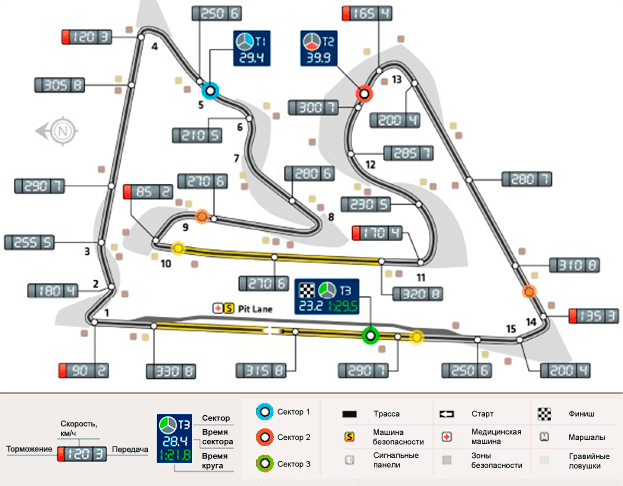 250 6
165 4
120 3
4
T1
29.4
T2
39.9
13
305 8
5
300 7
200 4
6
210 5
N
7
12
285 7
280 6
280 7
290 7
85 2
270 6
230 5
9
8
170 4
3
255 5
10
11
310 8
270 6
2
180 4
320 8
T3
23.2 1:29.5
S Pit Lane
135 3
1
14
15
90 2
330 8
315 8
290 7
250 6
200 4
Скорость,
км/ч
Торможение
120 3
Передача
T3
28.4
1:21.8
Сектор
Время
сектора
Время
круга
Сектор 1
Сектор 2
Сектор 3
Трасса
Старт
Финиш
S
Машина
безопасности
Медицинская
машина
Маршалы
Сигнальные
панели
Зоны
безопасности
Гравийные
ловушки